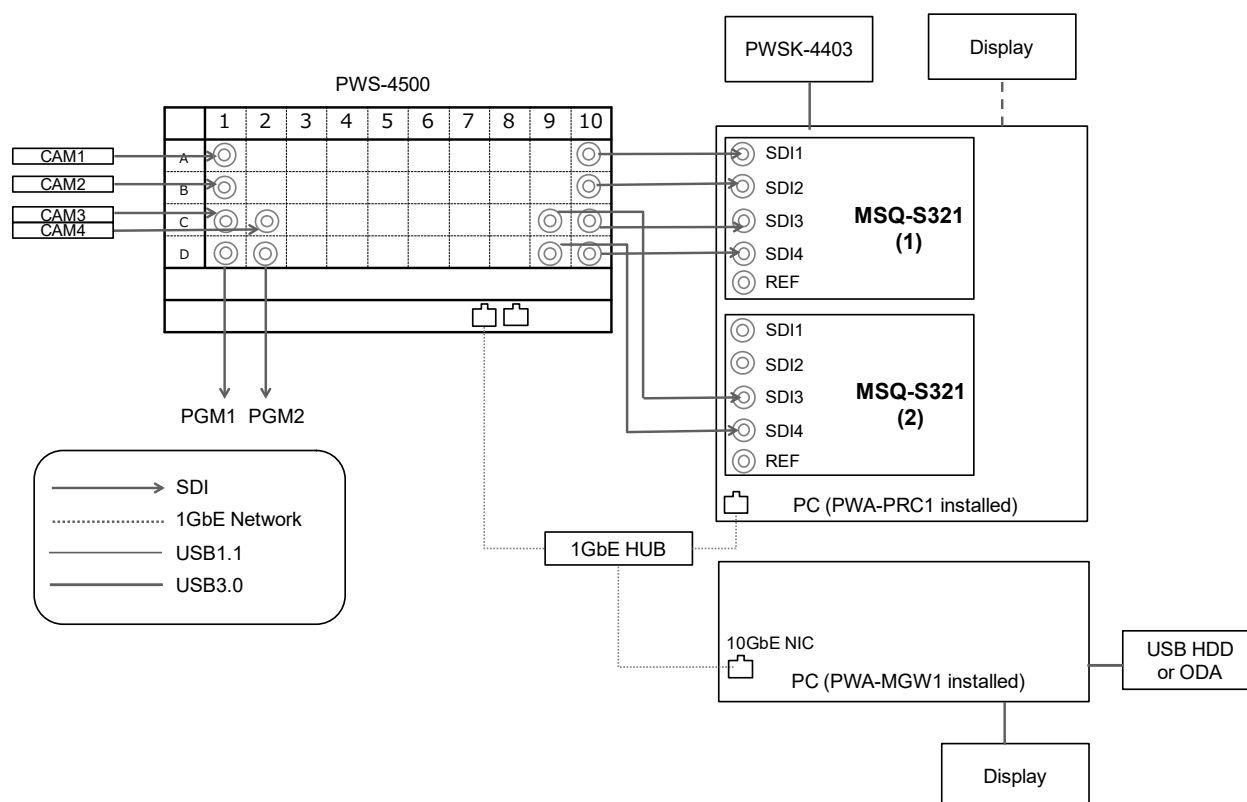 PWSK-4403
Display
PWS-4500
1 2 3 4 5 6 7 8 9 10
A
B
C
D
CAM1
CAM2
CAM3
CAM4
SDI1
SDI2
SDI3
SDI4
REF
MSQ-S321
(1)
SDI1
SDI2
SDI3
SDI4
REF
MSQ-S321
(2)
PC (PWA-PRC1 installed)
PGM1 PGM2
SDI
1GbE Network
USB1.1
USB3.0
1GbE HUB
10GbE NIC
PC (PWA-MGW1 installed)
USB HDD
or ODA
Display